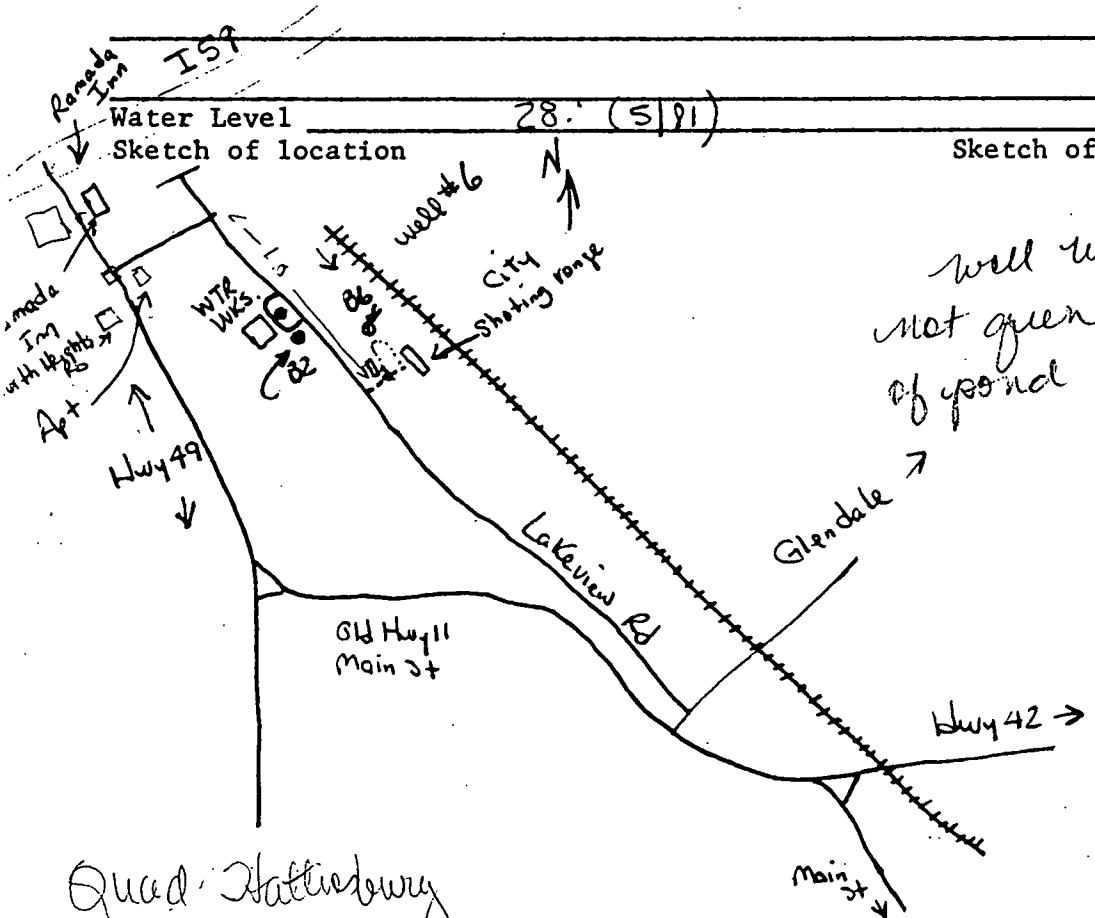 I59
Ramada
Inn
Water Level 28. (5/81)
Sketch of location
Sketch of
N
well #6
City
Shoting range
86
WTR
WKS.
82
mada
Inn
Rd
Apt
Hwy 49
well
not
of pond
Glendale
Lakeview
Rd
Old Hwy 11
Main St
Hwy 42
Main St
Quad. Hattiesburg